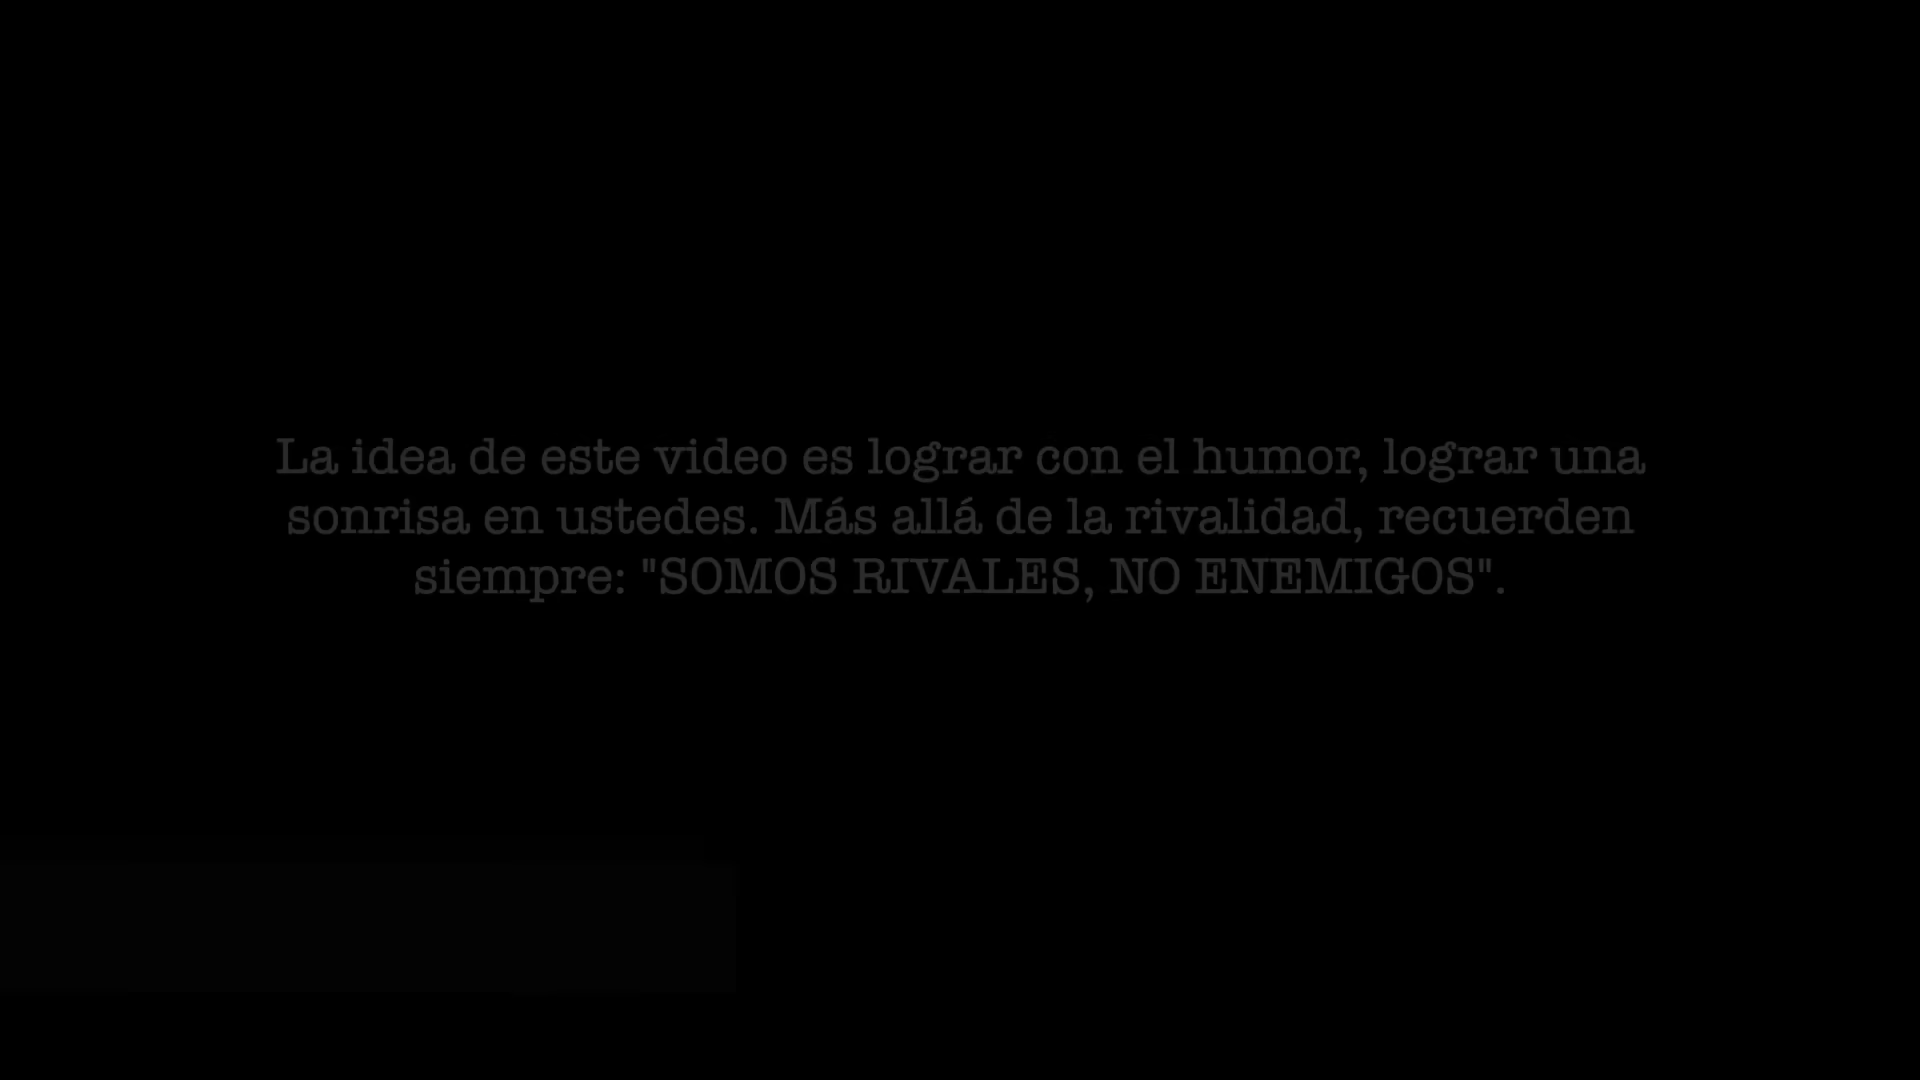 La idea de este video es lograr con el humor, lograr una
sonrisa en ustedes. Más allá de la rivalidad, recuerden
siempre: "SOMOS RIVALES, NO ENEMIGOS".